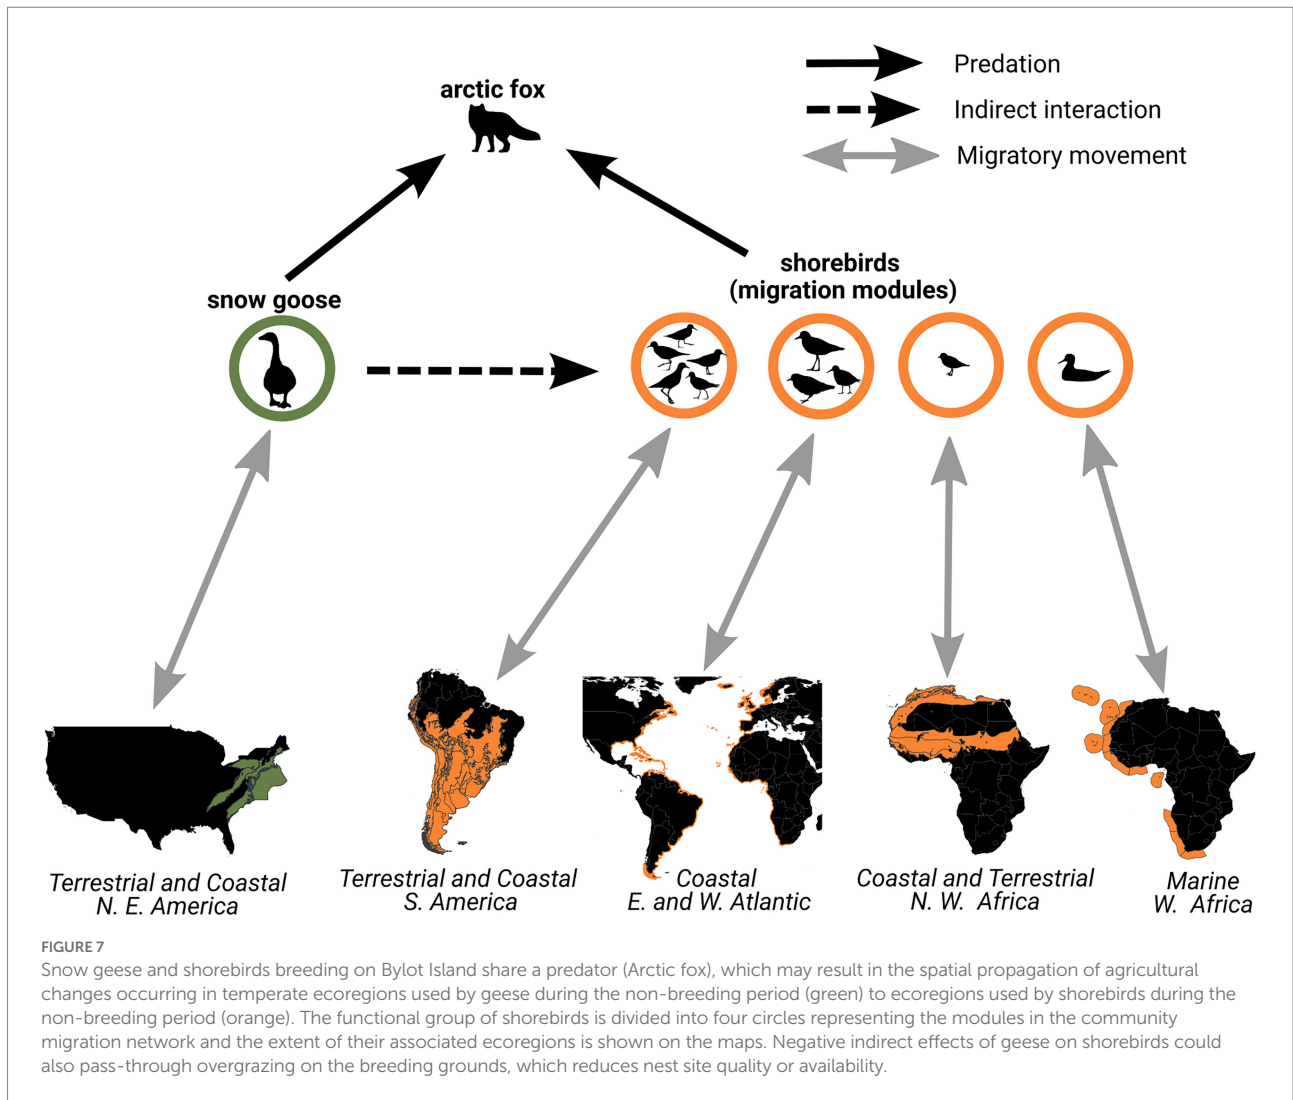 arctic fox
Predation
Indirect interaction
Migratory movement
snow goose
shorebirds
(migration modules)
Terrestrial and Coastal
N. E. America
Terrestrial and Coastal
S. America
Coastal
E. and W. Atlantic
Coastal and Terrestrial
N. W. Africa
Marine
W. Africa
FIGURE 7
Snow geese and shorebirds breeding on Bylot Island share a predator (Arctic fox), which may result in the spatial propagation of agricultural
changes occurring in temperate ecoregions used by geese during the non-breeding period (green) to ecoregions used by shorebirds during the
non-breeding period (orange). The functional group of shorebirds is divided into four circles representing the modules in the community
migration network and the extent of their associated ecoregions is shown on the maps. Negative indirect effects of geese on shorebirds could
also pass-through overgrazing on the breeding grounds, which reduces nest site quality or availability.